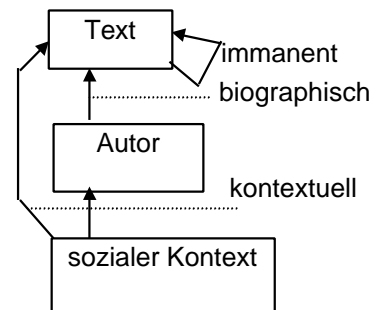 Text
immanent
biographisch
Autor
kontextuell
sozialer Kontext